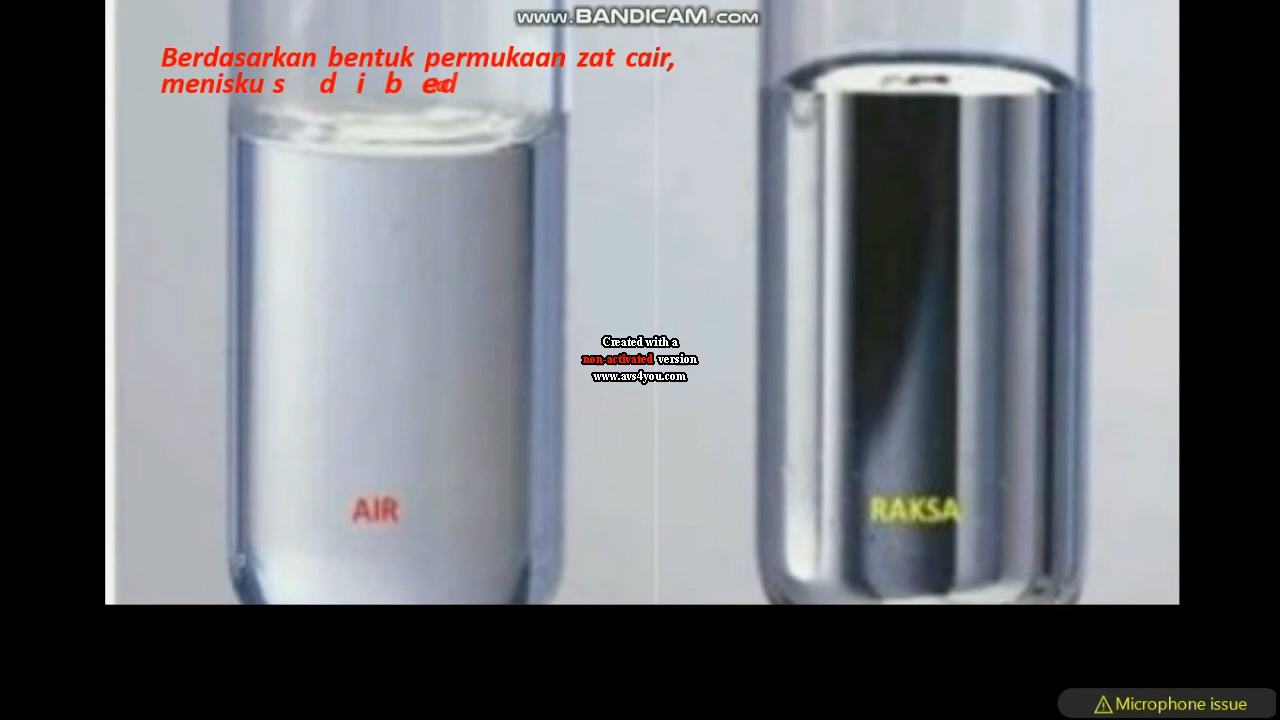 www.BANDICAM.com
Berdasarkan bentuk permukaan zat cair,
meniskus
Created with a
non-activated version
www.avs4you.com
AIR
RAKSA
Microphone issue